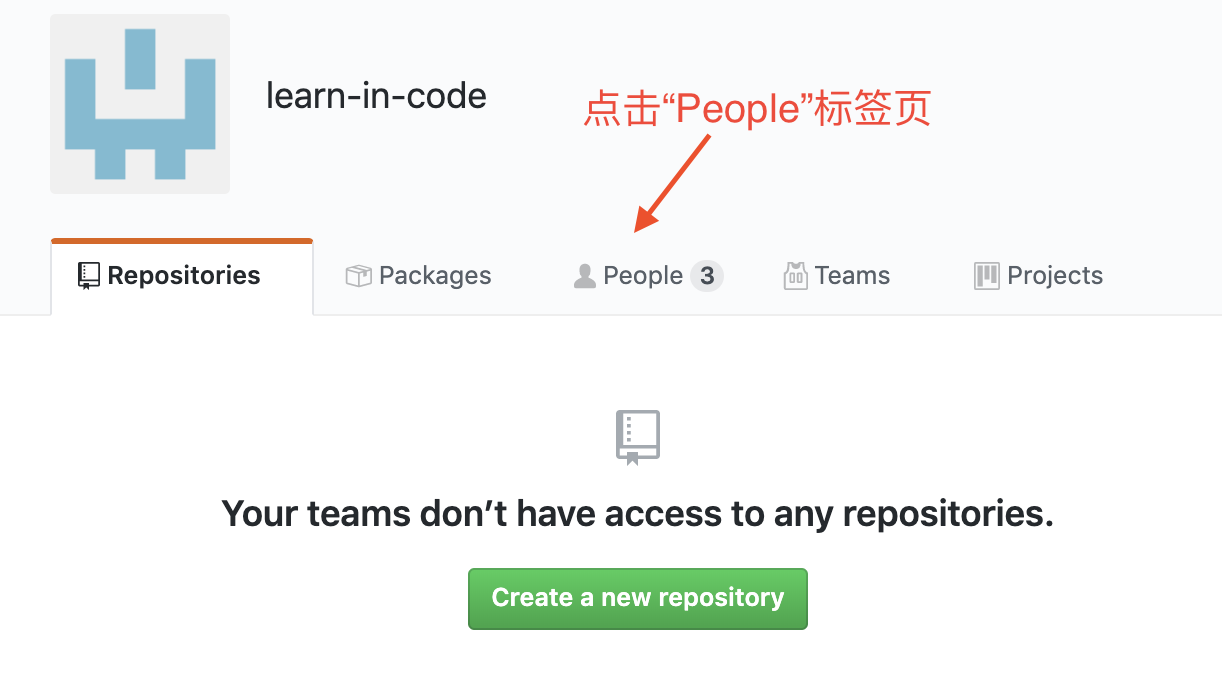 learn-in-code
点击“People”标签页
Repositories
Packages
People 3
Teams
Projects
Your teams don’t have access to any repositories.
Create a new repository